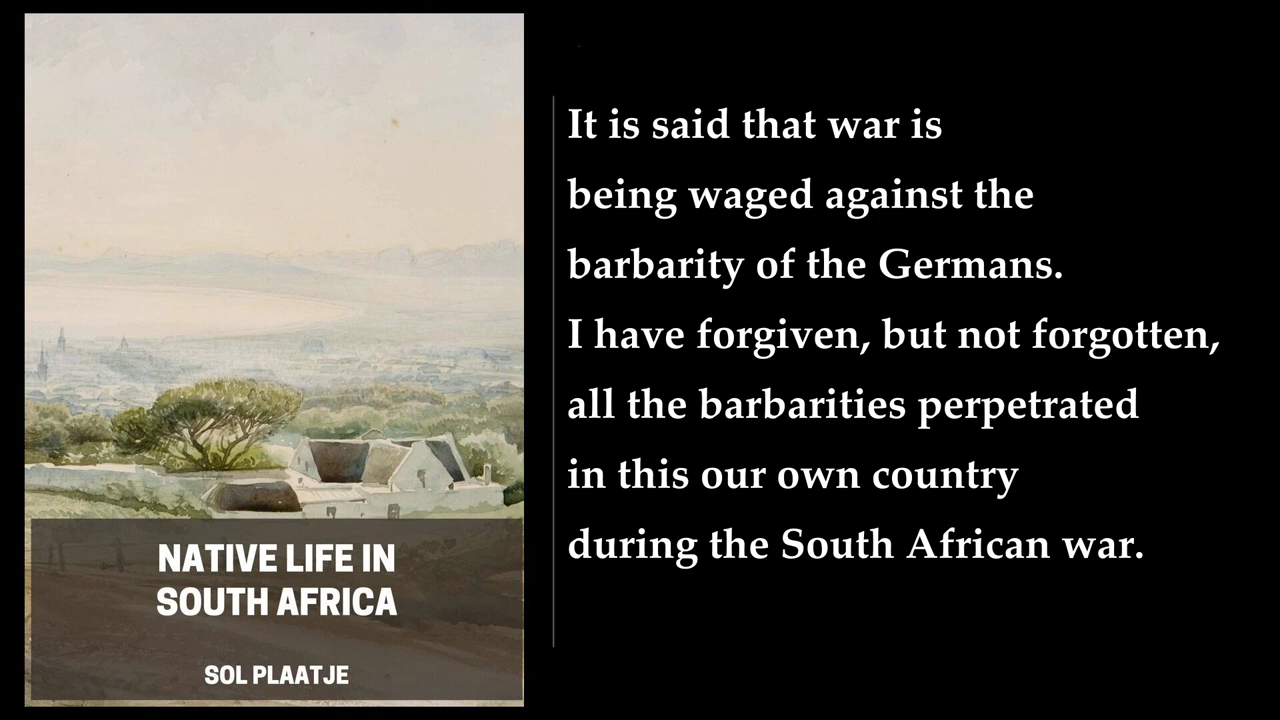 NATIVE LIFE IN
SOUTH AFRICA
SOL PLAATJE
It is said that war is
being waged against the
barbarity of the Germans.
I have forgiven, but not forgotten,
all the barbarities perpetrated
in this our own country
during the South African war.